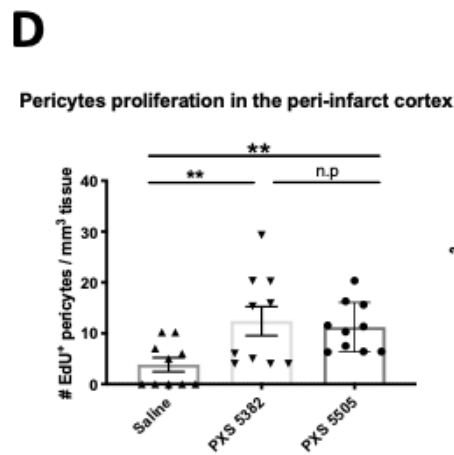 D
Pericytes proliferation in the peri-infarct cortex
**
**
n.p
# EdU⁺ pericytes / mm³ tissue
40
30
20
10
0
Saline
PXS 5382
PXS 5505